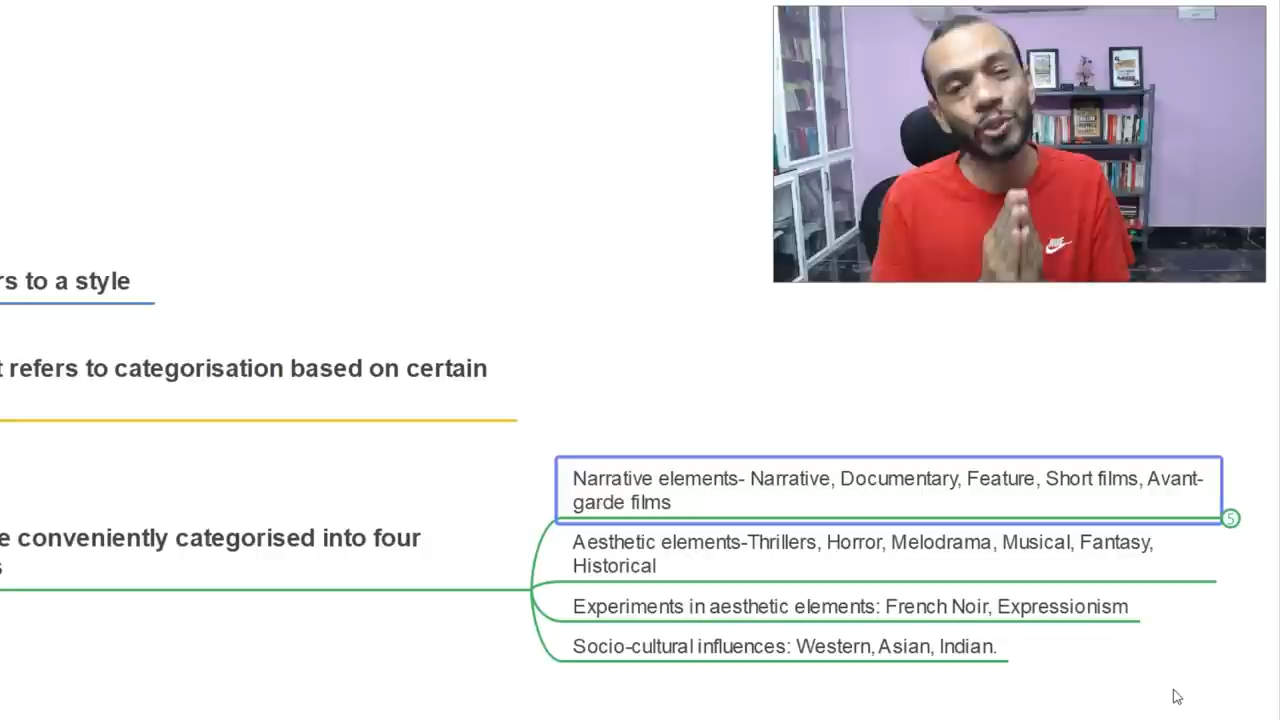 rs to a style
t refers to categorisation based on certain
Narrative elements- Narrative, Documentary, Feature, Short films, Avant-
garde films
5
e conveniently categorised into four
s
Aesthetic elements-Thrillers, Horror, Melodrama, Musical, Fantasy,
Historical
Experiments in aesthetic elements: French Noir, Expressionism
Socio-cultural influences: Western, Asian, Indian.